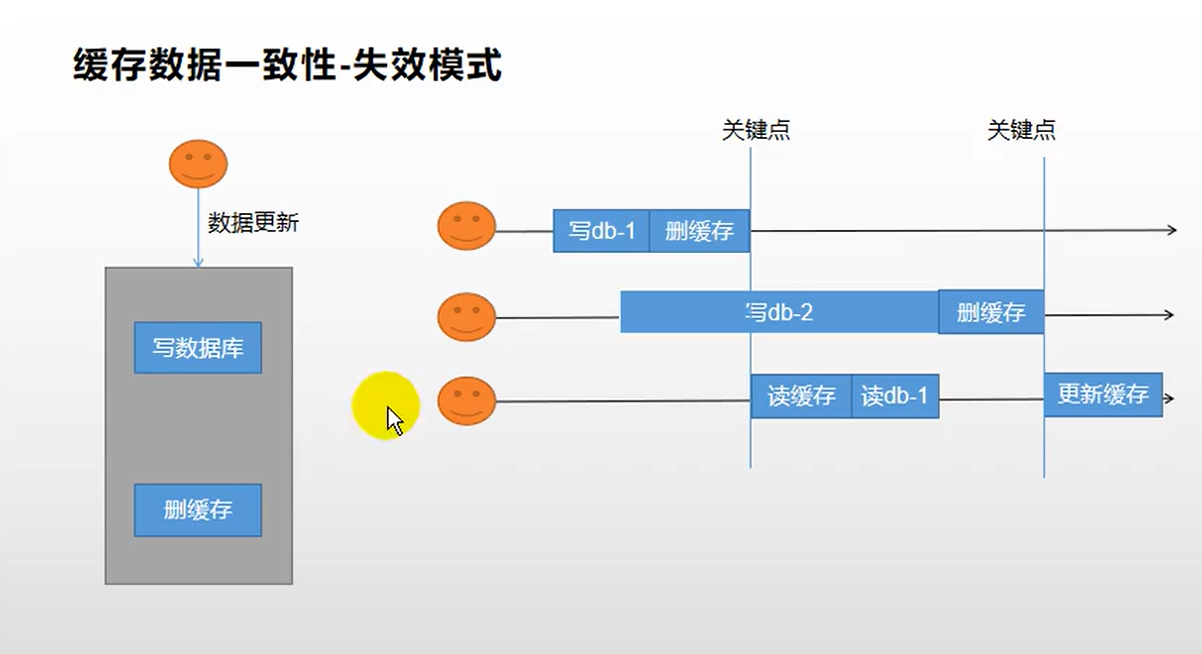 缓存数据一致性-失效模式
关键点
关键点
数据更新
写db-1
删缓存
写db-2
删缓存
写数据库
读缓存
读db-1
更新缓存
删缓存